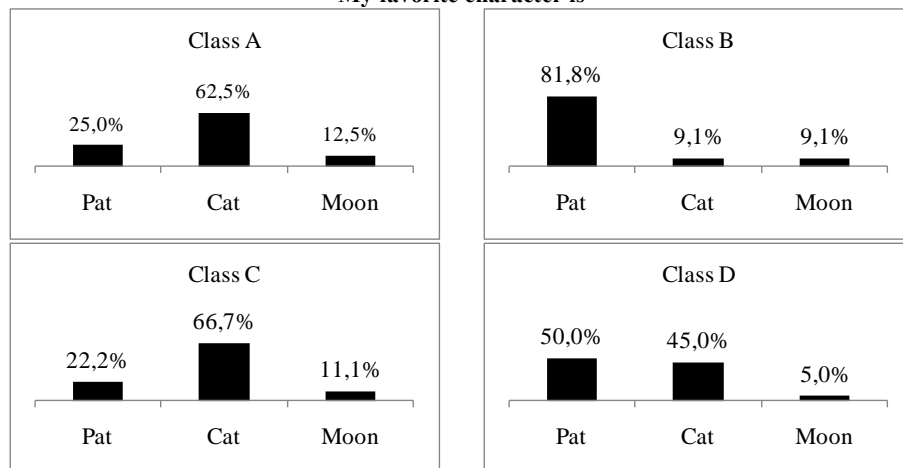 My favorite character is
Class A
62,5%
25,0%
12,5%
Pat Cat Moon
Class B
81,8%
9,1% 9,1%
Pat Cat Moon
Class C
66,7%
22,2%
11,1%
Pat Cat Moon
Class D
50,0%
45,0%
5,0%
Pat Cat Moon